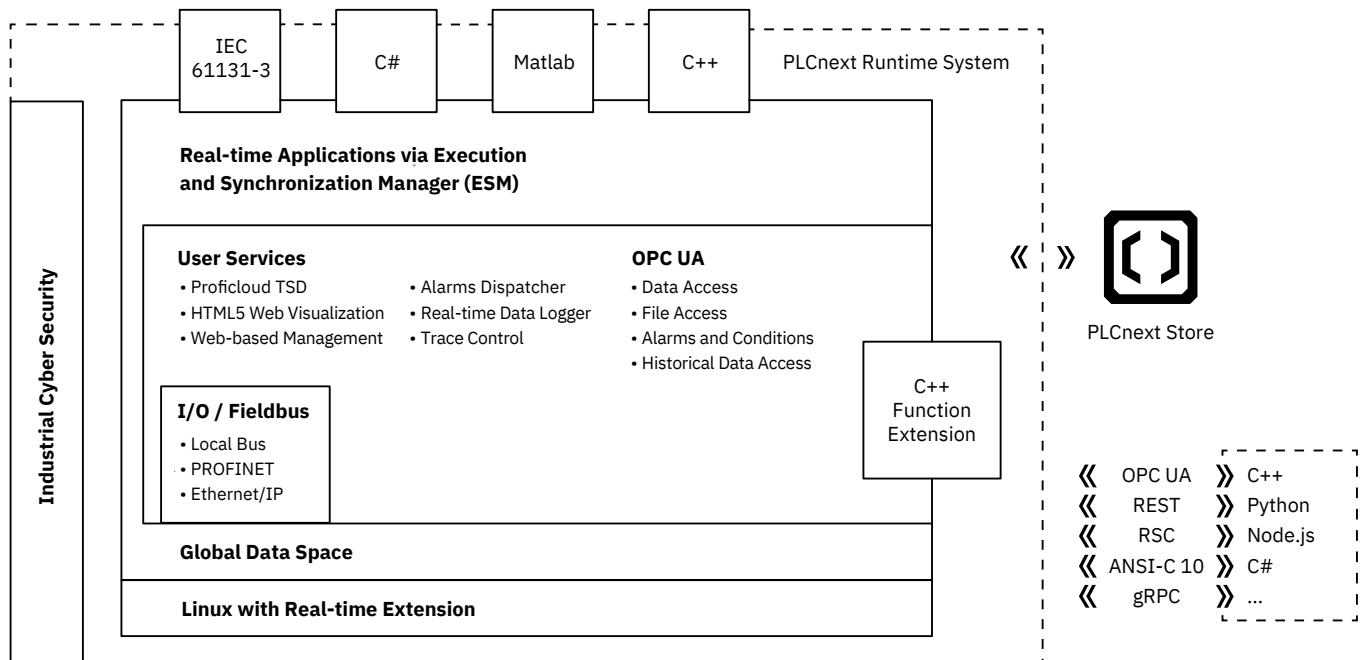 IEC
61131-3
C#
Matlab
C++
PLCnext Runtime System
Industrial Cyber Security
Real-time Applications via Execution
and Synchronization Manager (ESM)
User Services
• Proficloud TSD
• HTML5 Web Visualization
• Web-based Management
• Alarms Dispatcher
• Real-time Data Logger
• Trace Control
OPC UA
• Data Access
• File Access
• Alarms and Conditions
• Historical Data Access
C++
Function
Extension
I/O / Fieldbus
• Local Bus
• PROFINET
• Ethernet/IP
Global Data Space
Linux with Real-time Extension
PLCnext Store
OPC UA
C++
REST
Python
RSC
Node.js
ANSI-C 10
C#
gRPC
...